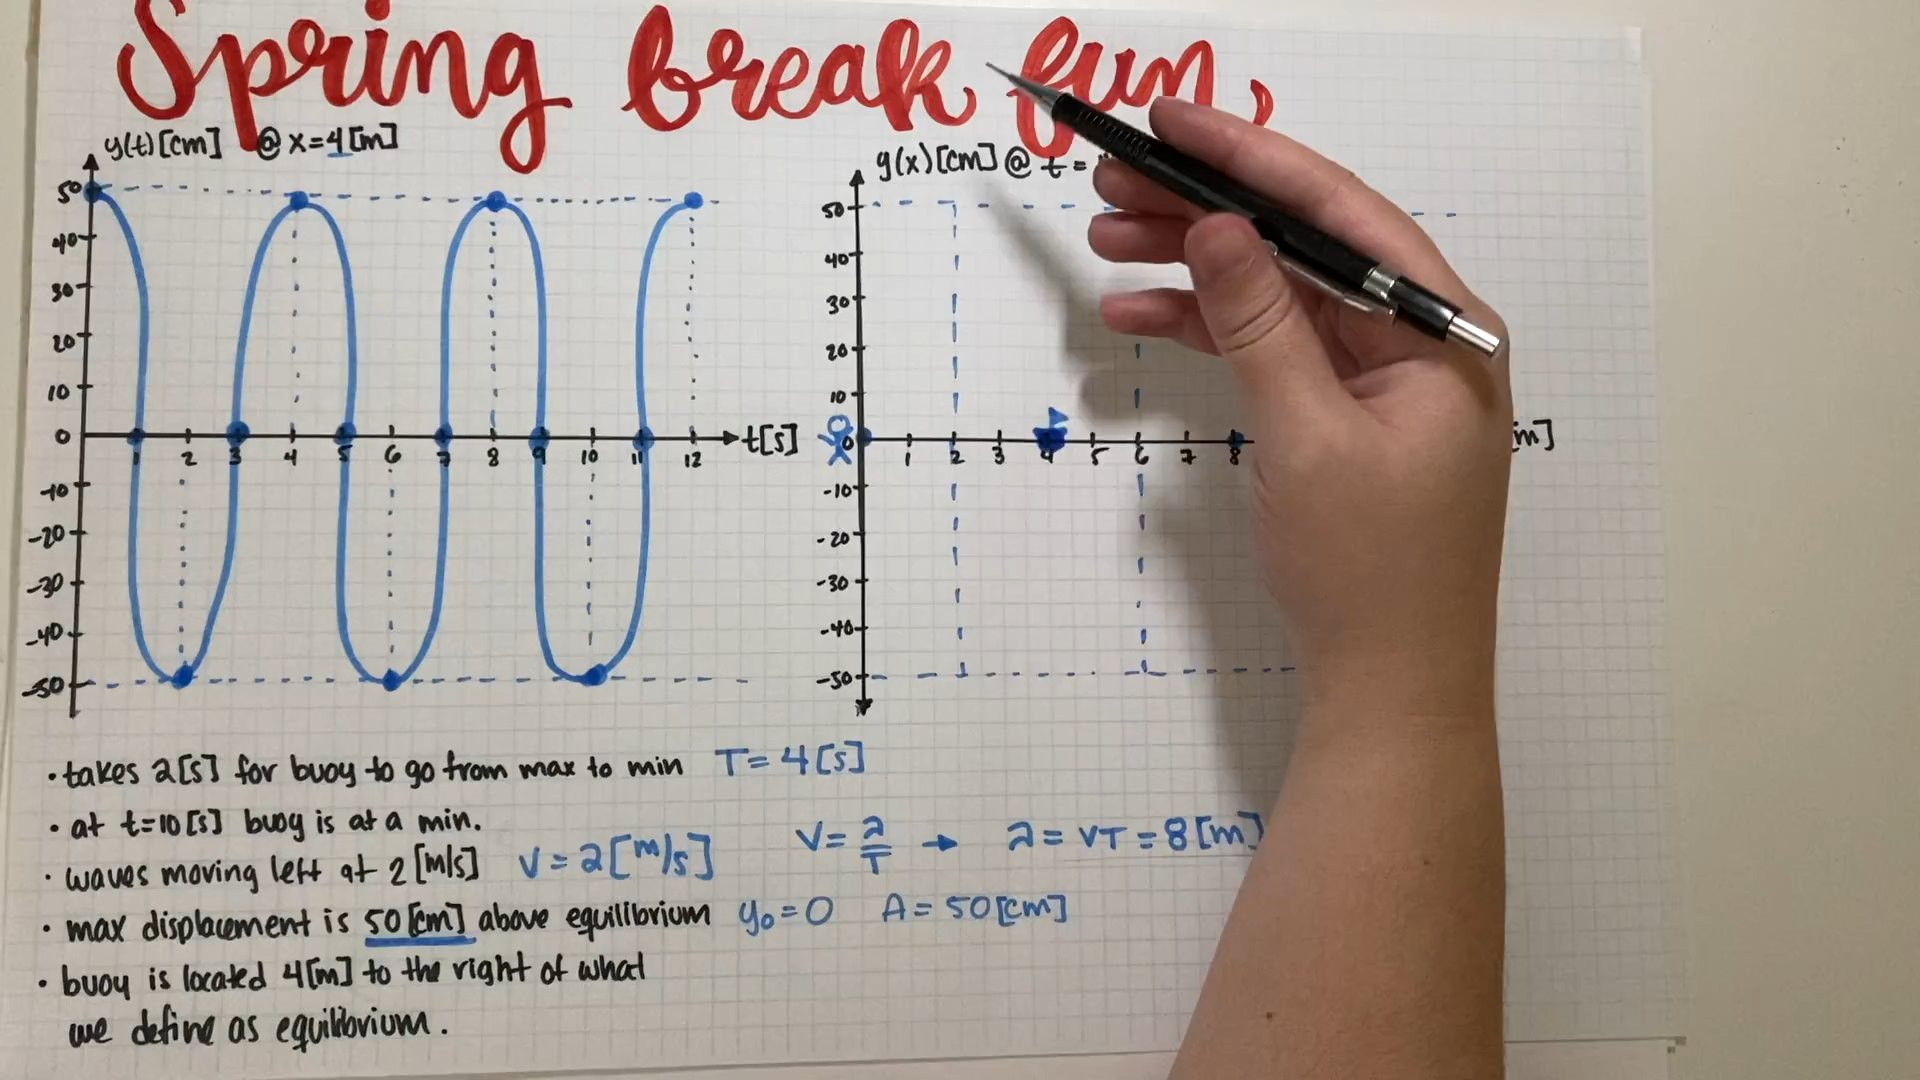 Spring break fun,
y(t)[cm] @ x=4[m]
50
40
30
20
10
0
-10
-20
-30
-40
-50
1 2 3 4 5 6 7 8 9 10 11 12
t[s]
y(x)[cm] @ t =
50
40
30
20
10
0
-10
-20
-30
-40
-50
1 2 3 4 5 6 7 8
[m]
• takes 2[s] for buoy to go from max to min T = 4[s]
• at t=10[s] buoy is at a min.
• waves moving left at 2[m/s] V = 2[m/s] V = λ/T → λ = VT = 8[m]
• max displacement is 50[cm] above equilibrium y₀ = 0 A = 50[cm]
• buoy is located 4[m] to the right of what
we define as equilibrium.